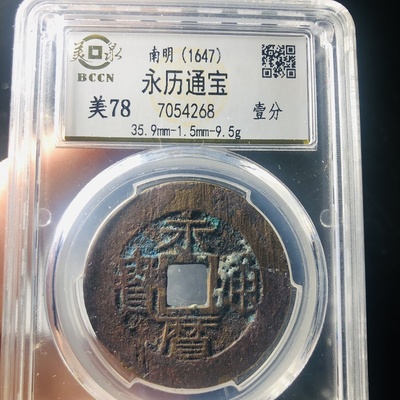 美泉
BCCN
南明(1647)
永历通宝
美78
7054268
壹分
35.9mm-1.5mm-9.5g
永
曆
通
寳